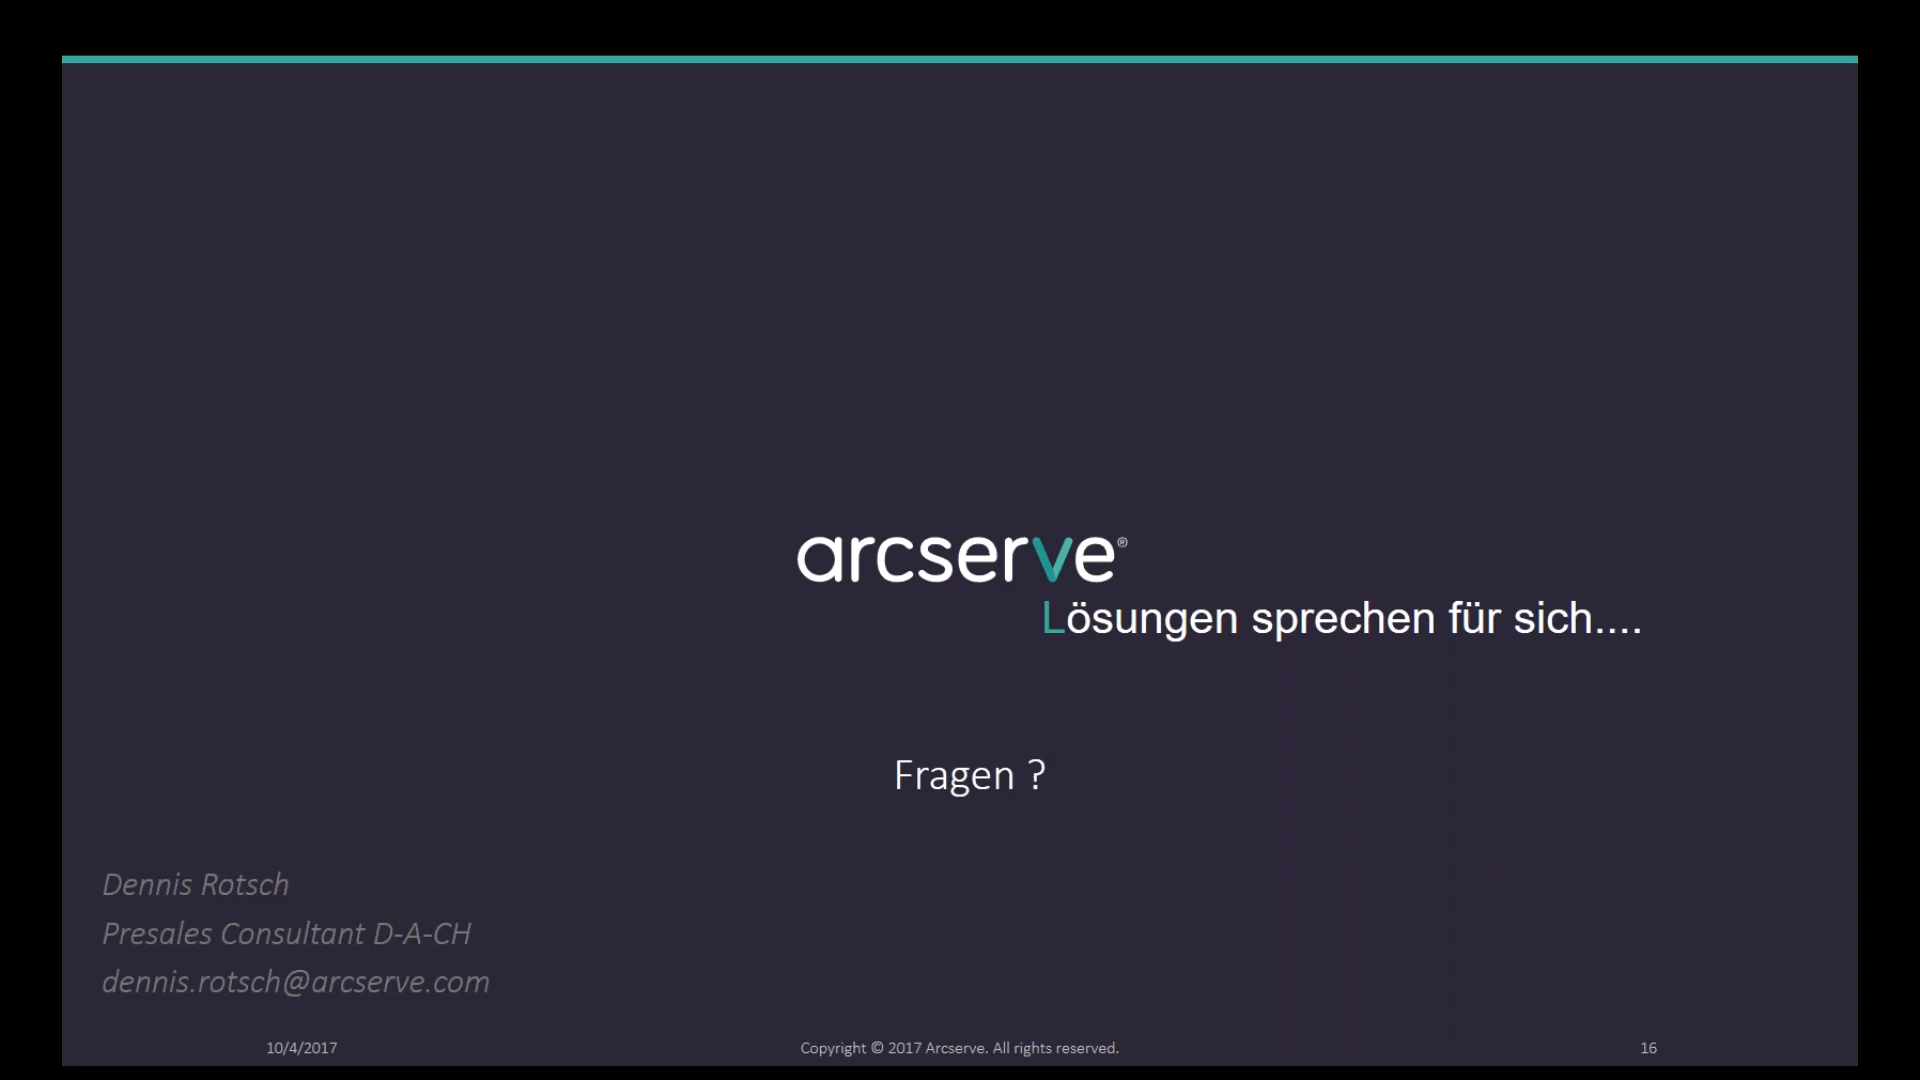 arcserve®
Lösungen sprechen für sich....
Fragen ?
Dennis Rotsch
Presales Consultant D-A-CH
dennis.rotsch@arcserve.com
10/4/2017
Copyright © 2017 Arcserve. All rights reserved.
16